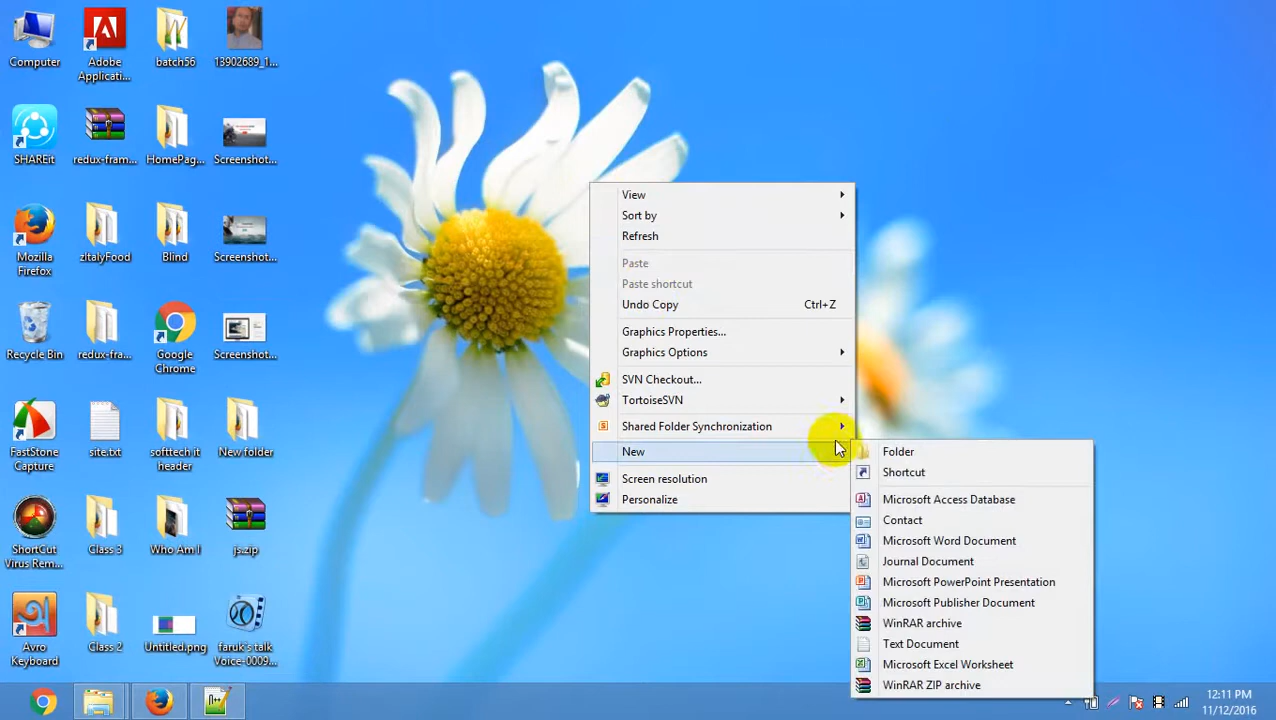 Computer
Adobe
Applicati...
batch56
13902689_1...
SHAREit
redux-fram...
HomePag...
Screenshot...
Mozilla
Firefox
zItalyFood
Blind
Screenshot...
Recycle Bin
redux-fra...
Google
Chrome
Screenshot...
FastStone
Capture
site.txt
softtech it
header
New folder
ShortCut
Virus Rem...
Class 3
Who Am I
js.zip
Avro
Keyboard
Class 2
Untitled.png
faruk's talk
Voice-0009...
View
Sort by
Refresh
Paste
Paste shortcut
Undo Copy Ctrl+Z
Graphics Properties...
Graphics Options
SVN Checkout...
TortoiseSVN
Shared Folder Synchronization
New
Screen resolution
Personalize
Folder
Shortcut
Microsoft Access Database
Contact
Microsoft Word Document
Journal Document
Microsoft PowerPoint Presentation
Microsoft Publisher Document
WinRAR archive
Text Document
Microsoft Excel Worksheet
WinRAR ZIP archive
12:11 PM
11/12/2016